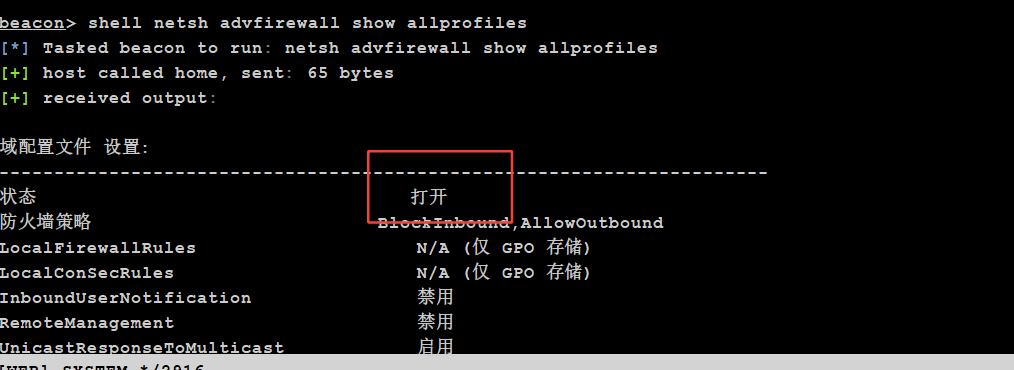 beacon> shell netsh advfirewall show allprofiles
[*] Tasked beacon to run: netsh advfirewall show allprofiles
[+] host called home, sent: 65 bytes
[+] received output:
域配置文件 设置:
----------------------------------------------------------------------
状态 打开
防火墙策略 BlockInbound,AllowOutbound
LocalFirewallRules N/A (仅 GPO 存储)
LocalConSecRules N/A (仅 GPO 存储)
InboundUserNotification 禁用
RemoteManagement 禁用
UnicastResponseToMulticast 启用
[WEB] SYSTEM */2916